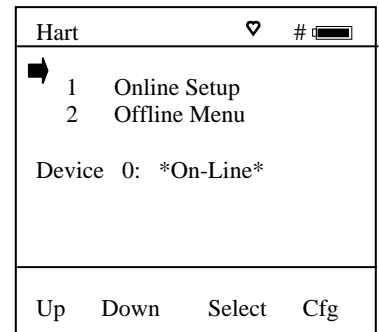 Hart ♡ #
1 Online Setup
2 Offline Menu
Device 0: *On-Line*
Up Down Select Cfg